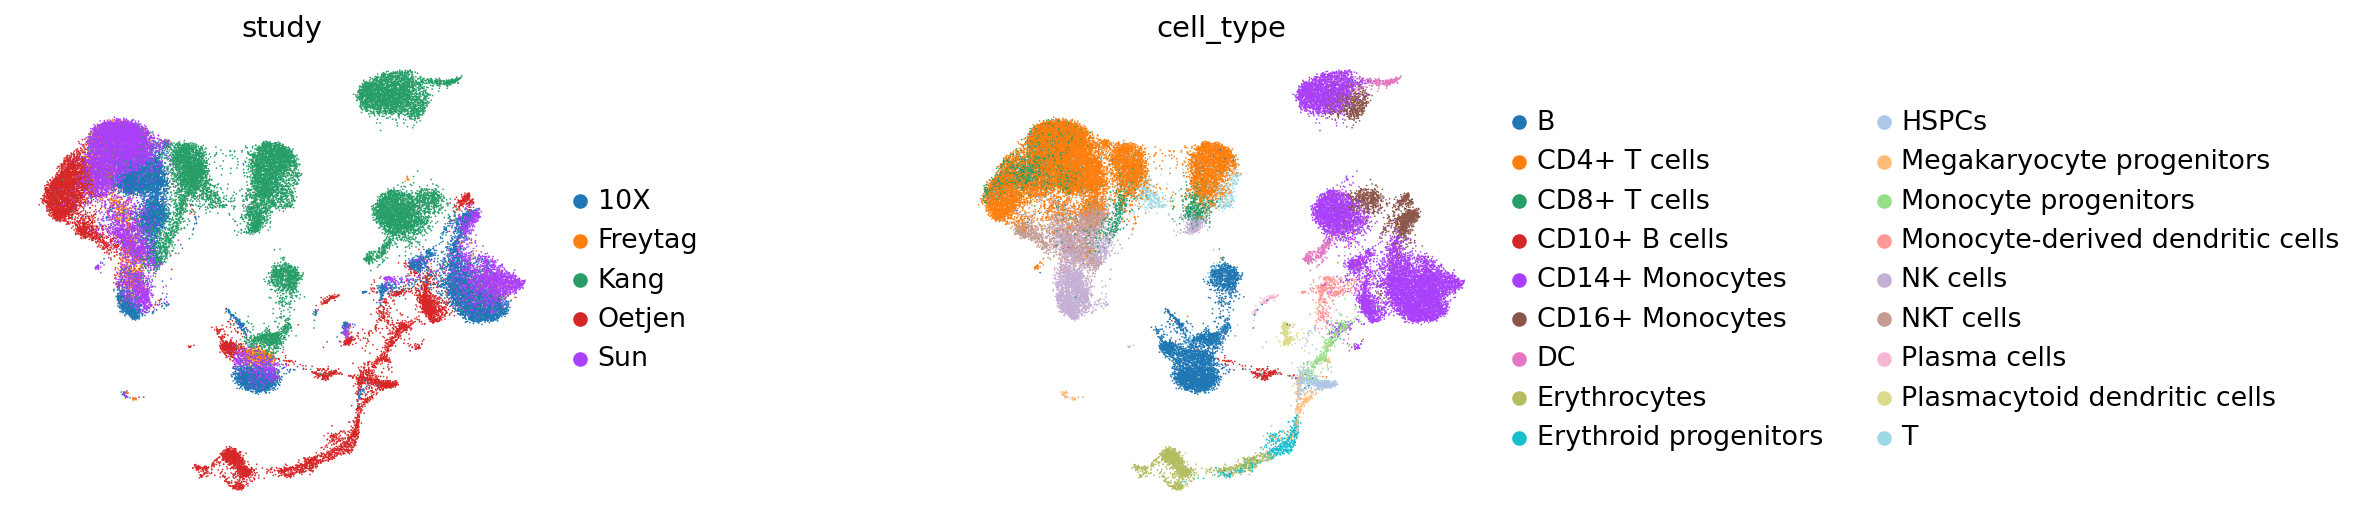 study
10X
Freytag
Kang
Oetjen
Sun
cell_type
B
CD4+ T cells
CD8+ T cells
CD10+ B cells
CD14+ Monocytes
CD16+ Monocytes
DC
Erythrocytes
Erythroid progenitors
HSPCs
Megakaryocyte progenitors
Monocyte progenitors
Monocyte-derived dendritic cells
NK cells
NKT cells
Plasma cells
Plasmacytoid dendritic cells
T